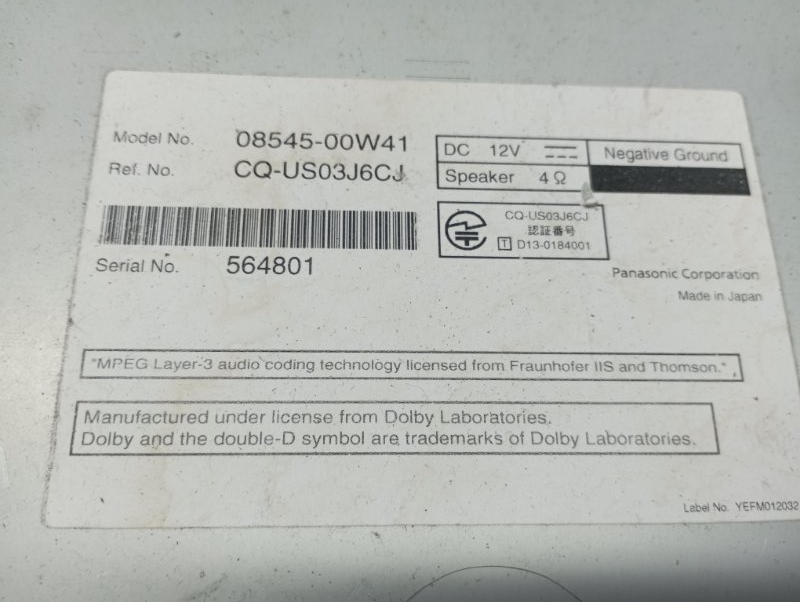 Model No. 08545-00W41
Ref. No. CQ-US03J6CJ
Serial No. 564801
DC 12V
Negative Ground
Speaker 4Ω
CQ-US03J6CJ
認証番号
T D13-0184001
Panasonic Corporation
Made in Japan
"MPEG Layer-3 audio coding technology licensed from Fraunhofer IIS and Thomson."
Manufactured under license from Dolby Laboratories.
Dolby and the double-D symbol are trademarks of Dolby Laboratories.
Label No. YEFM012032